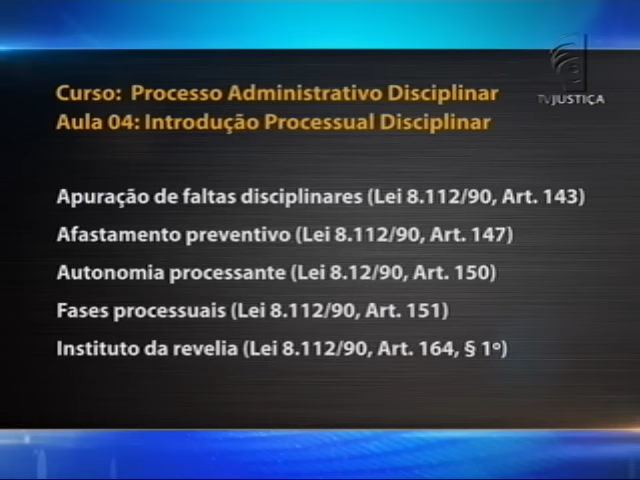 Curso: Processo Administrativo Disciplinar
Aula 04: Introdução Processual Disciplinar
TV JUSTIÇA
Apuração de faltas disciplinares (Lei 8.112/90, Art. 143)
Afastamento preventivo (Lei 8.112/90, Art. 147)
Autonomia processante (Lei 8.12/90, Art. 150)
Fases processuais (Lei 8.112/90, Art. 151)
Instituto da revelia (Lei 8.112/90, Art. 164, § 1º)